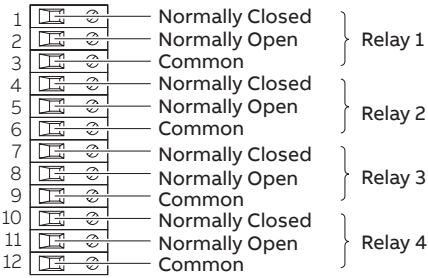 1 Normally Closed
2 Normally Open Relay 1
3 Common
4 Normally Closed
5 Normally Open Relay 2
6 Common
7 Normally Closed
8 Normally Open Relay 3
9 Common
10 Normally Closed
11 Normally Open Relay 4
12 Common